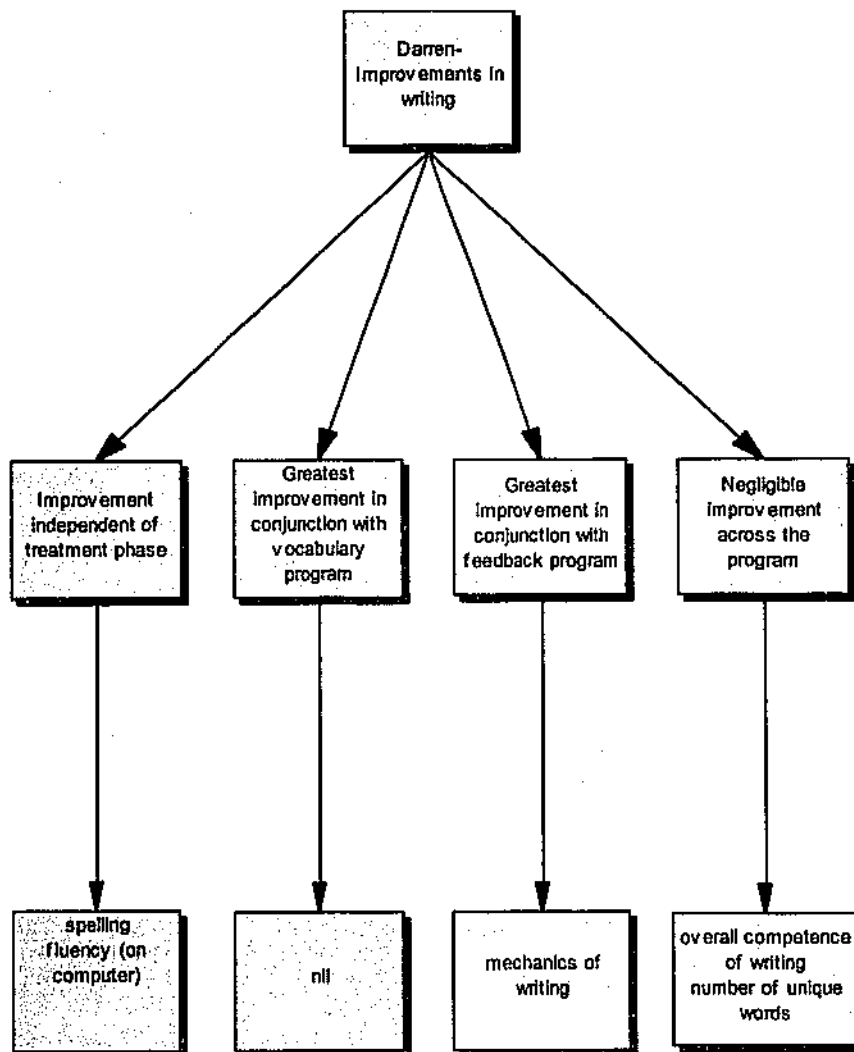 Darren-
Improvements in
writing
Improvement
independent of
treatment phase
Greatest
improvement in
conjunction with
vocabulary
program
Greatest
improvement in
conjunction with
feedback program
Negligible
improvement
across the
program
spelling
fluency (on
computer)
nil
mechanics of
writing
overall competence
of writing
number of unique
words